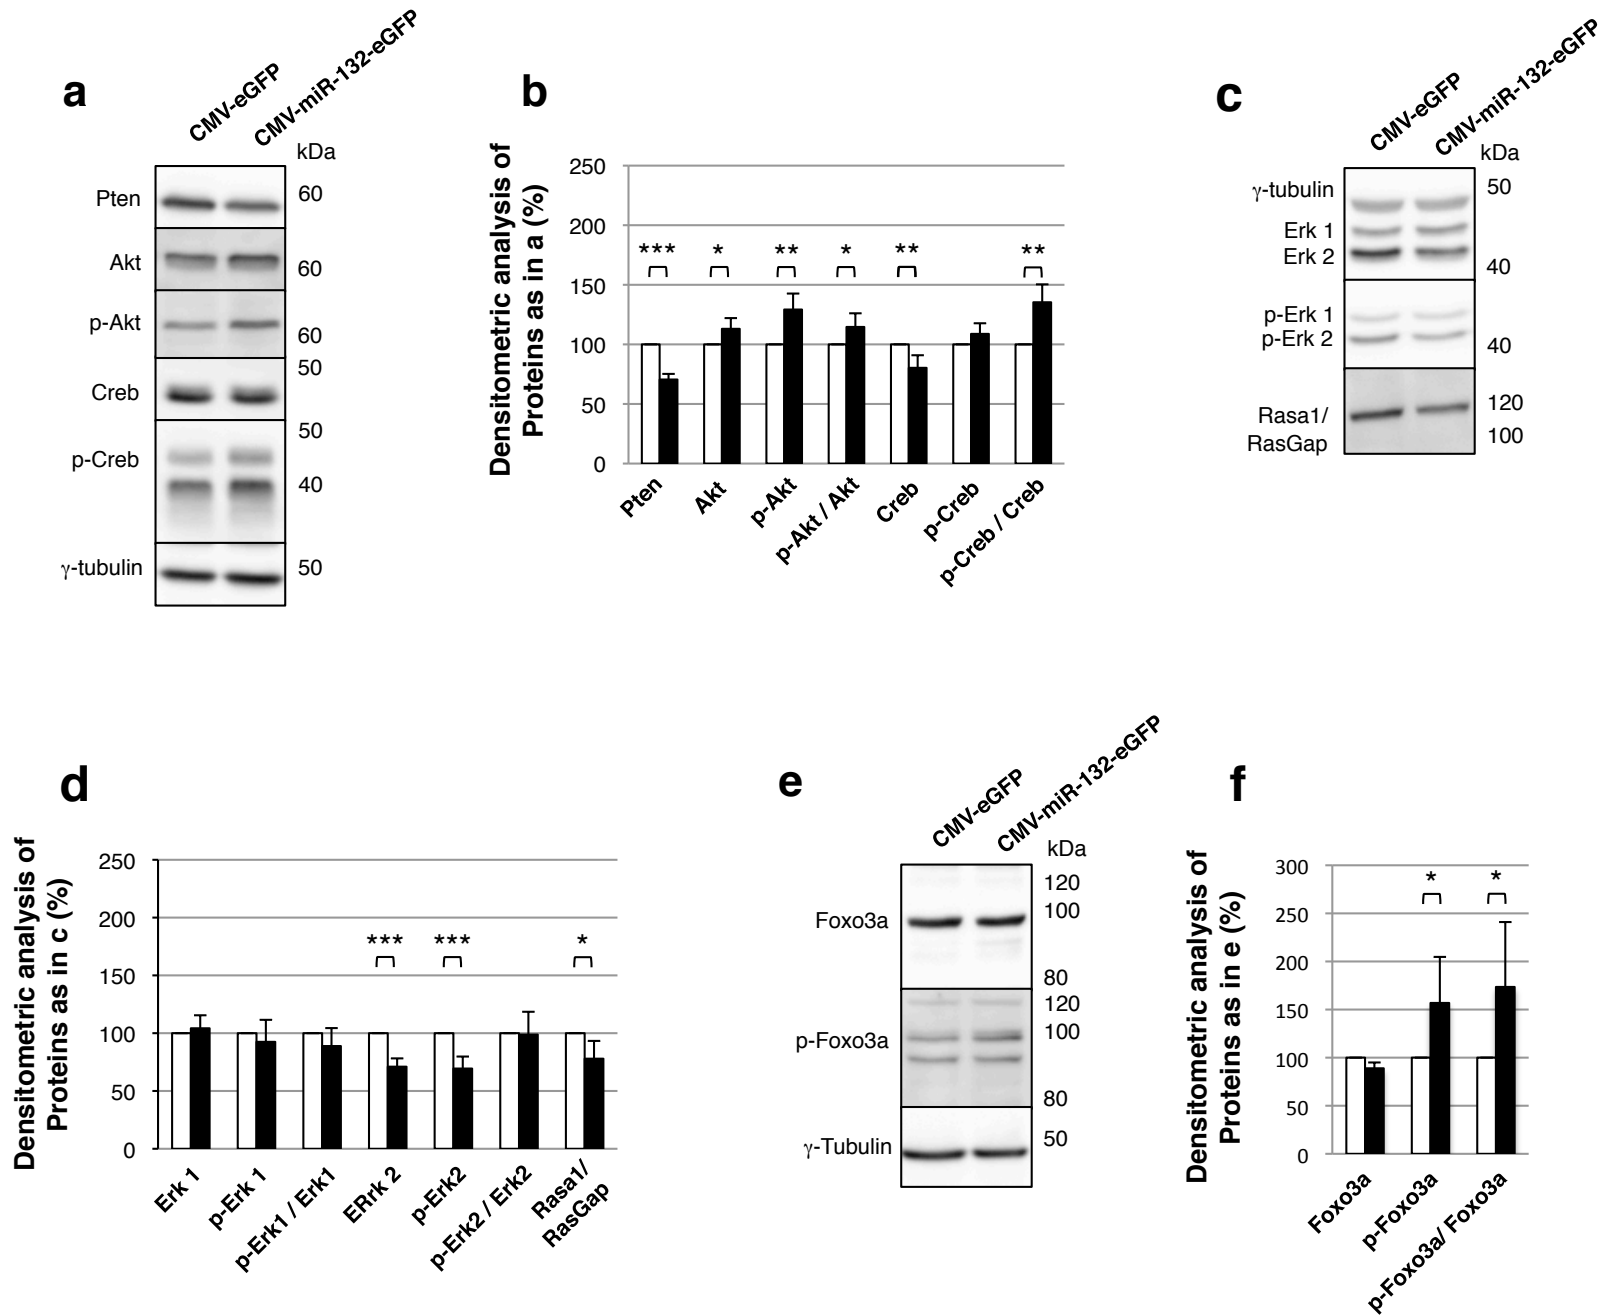 a
CMV-eGFP
CMV-miR-132-eGFP
kDa
Pten
60
Akt
60
p-Akt
60
50
Creb
50
p-Creb
40
γ-tubulin
50
b
Densitometric analysis of
Proteins as in a (%)
250
200
150
100
50
0
*** * ** * ** **
Pten
Akt
p-Akt
p-Akt / Akt
Creb
p-Creb
p-Creb / Creb
c
CMV-eGFP
CMV-miR-132-eGFP
kDa
γ-tubulin
50
Erk 1
Erk 2
40
p-Erk 1
p-Erk 2
40
Rasa1/
RasGap
120
100
d
Densitometric analysis of
Proteins as in c (%)
250
200
150
100
50
0
*** *** *
Erk 1
p-Erk 1
p-Erk1 / Erk1
ERrk 2
p-Erk2
p-Erk2 / Erk2
Rasa1/
RasGap
e
CMV-eGFP
CMV-miR-132-eGFP
kDa
120
100
Foxo3a
80
120
100
p-Foxo3a
80
50
γ-Tubulin
f
Densitometric analysis of
Proteins as in e (%)
300
250
200
150
100
50
0
* *
Foxo3a
p-Foxo3a
p-Foxo3a/ Foxo3a